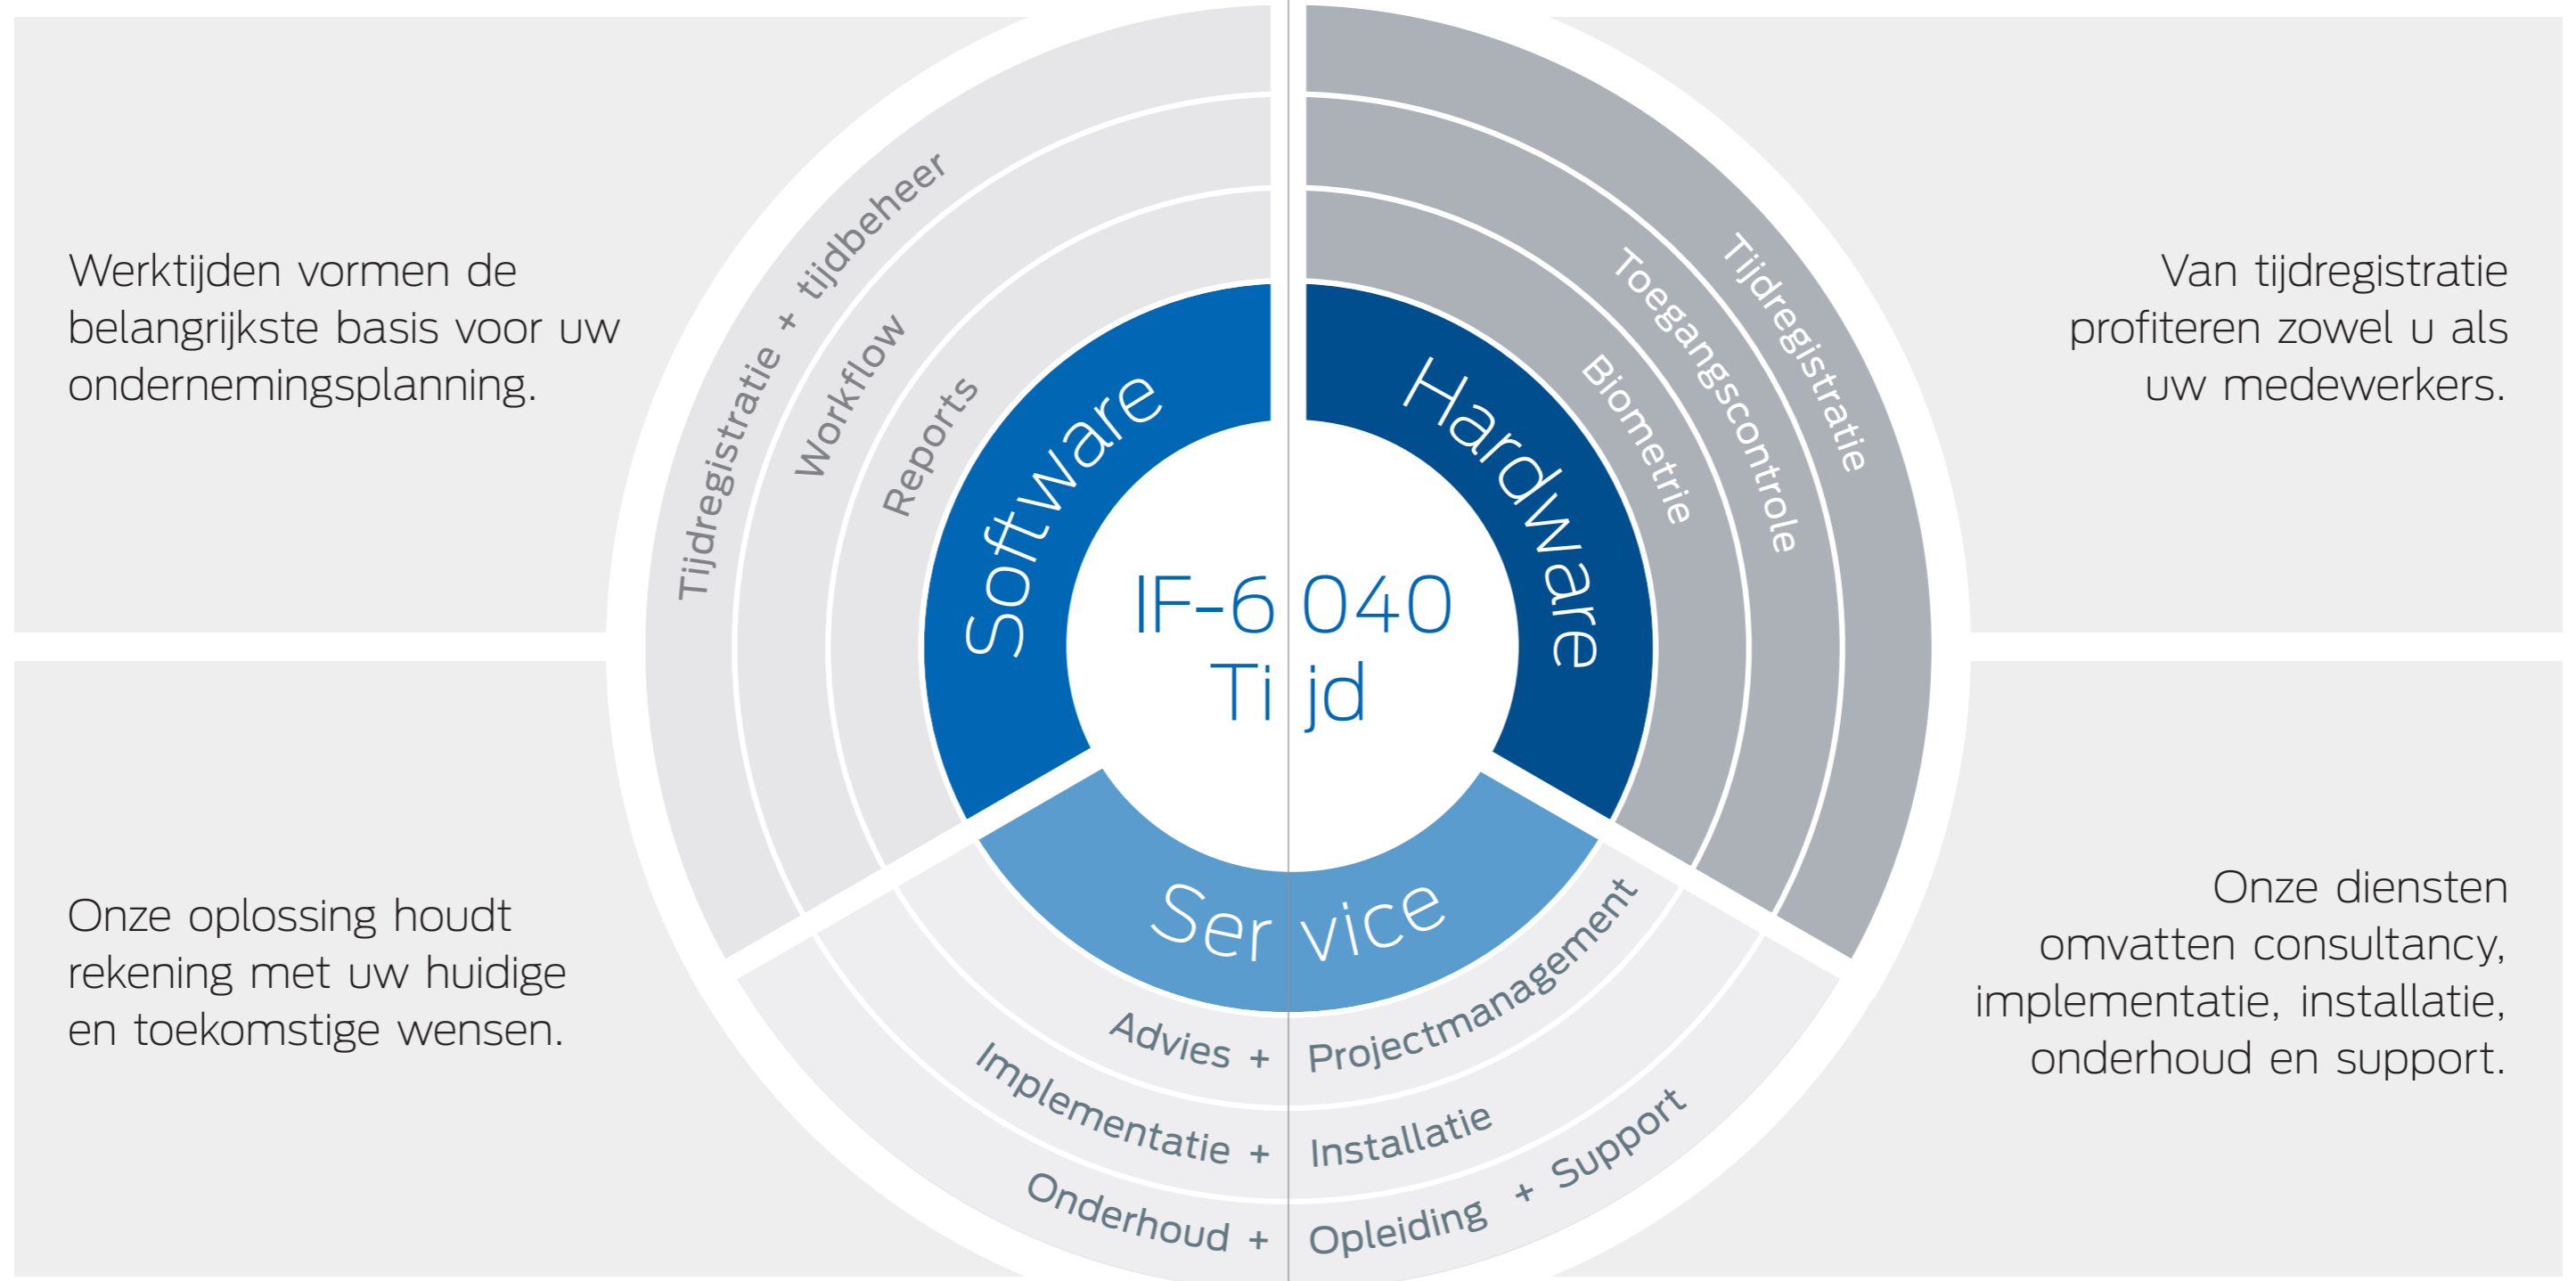 Werktijden vormen de
belangrijkste basis voor uw
ondernemingsplanning.
Tijdregistratie + tijdbeheer
Workflow
Reports
Software
Hardware
Biometrie
Toegangscontrole
Tijdregistratie
Van tijdregistratie
profiteren zowel u als
uw medewerkers.
IF-6040
Tijd
Onze oplossing houdt
rekening met uw huidige
en toekomstige wensen.
Service
Advies + Projectmanagement
Implementatie + Installatie
Onderhoud + Opleiding + Support
Onze diensten
omvatten consultancy,
implementatie, installatie,
onderhoud en support.